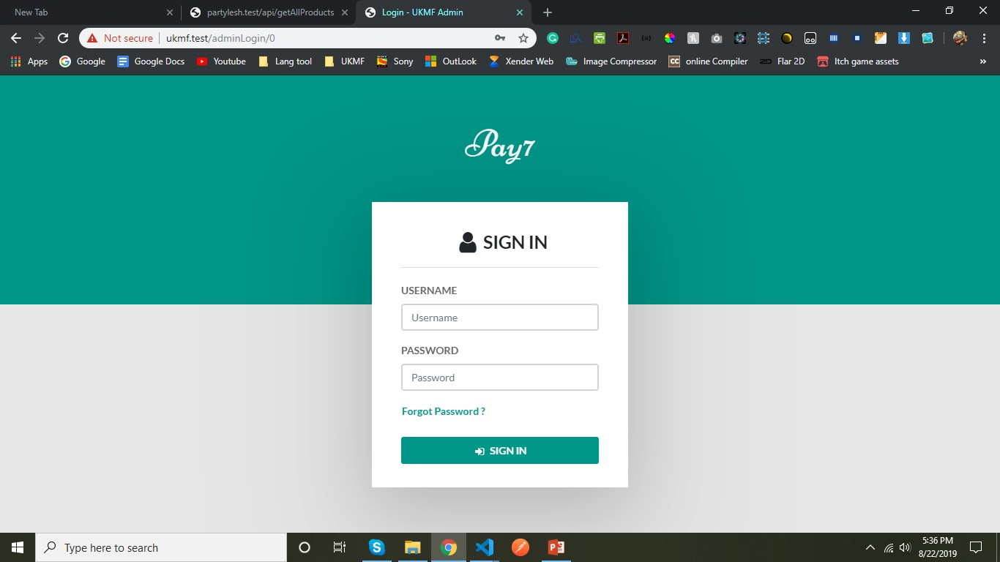 New Tab
partylesh.test/api/getAllProducts
Login - UKMF Admin
Not secure
ukmf.test/adminLogin/0
Apps
Google
Google Docs
Youtube
Lang tool
UKMF
Sony
OutLook
Xender Web
Image Compressor
CC
online Compiler
2D
Flar 2D
Itch game assets
»
Pay7
SIGN IN
USERNAME
Username
PASSWORD
Password
Forgot Password ?
SIGN IN
Type here to search
5:36 PM
8/22/2019